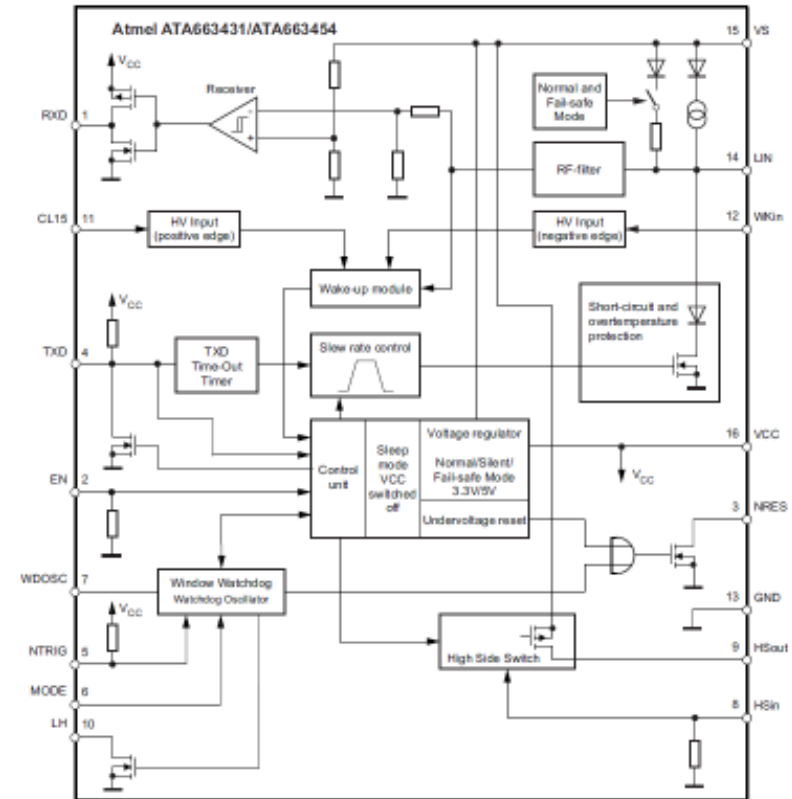 Atmel ATA663431/ATA663454
15 VS
VCC
Receiver
-
+
Normal and
Fail-safe
Mode
RXD 1
RF-filter
14 LIN
CL15 11
HV Input
(positive edge)
HV Input
(negative edge)
12 WKin
Wake-up module
VCC
Short-circuit and
overtemperature
protection
TXD 4
TXD
Time-Out
Timer
Slew rate control
Control
unit
Sleep
mode
VCC
switched
off
Voltage regulator
Normal/Silent/
Fail-safe Mode
3.3V/5V
Undervoltage reset
16 VCC
VCC
EN 2
3 NRES
WDOSC 7
Window Watchdog
Watchdog Oscillator
13 GND
VCC
NTRIG 5
High Side Switch
9 HSout
MODE 6
8 HSin
LH 10